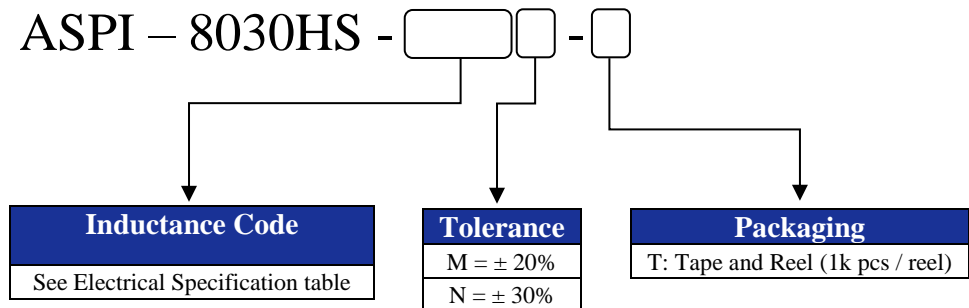 ASPI – 8030HS - -
Inductance Code
See Electrical Specification table
Tolerance
M = ± 20%
N = ± 30%
Packaging
T: Tape and Reel (1k pcs / reel)